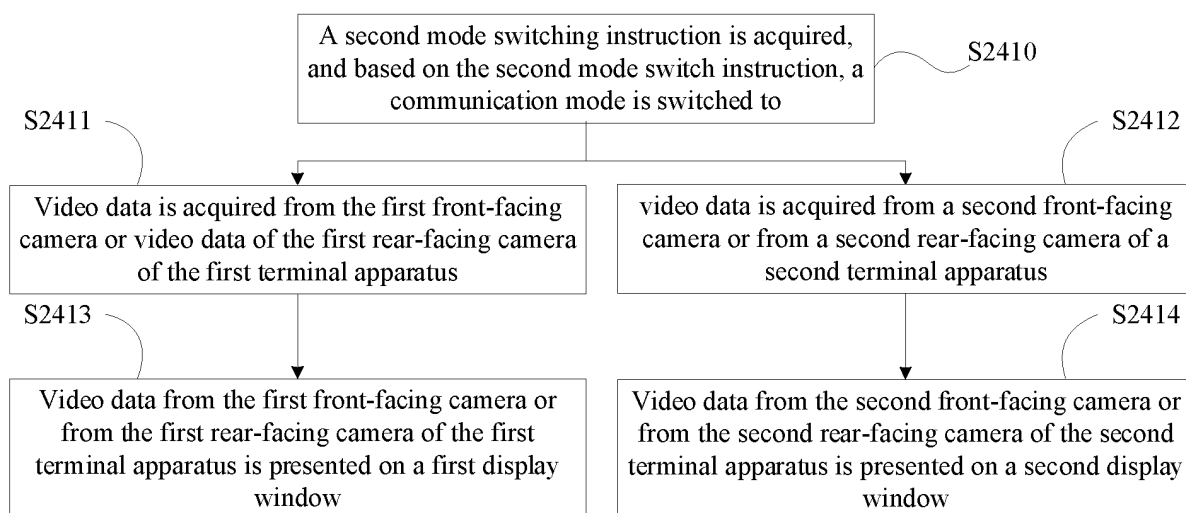 A second mode switching instruction is acquired,
and based on the second mode switch instruction, a
communication mode is switched to
S2410
S2411
S2412
Video data is acquired from the first front-facing
camera or video data of the first rear-facing camera
of the first terminal apparatus
video data is acquired from a second front-facing
camera or from a second rear-facing camera of a
second terminal apparatus
S2413
S2414
Video data from the first front-facing camera or
from the first rear-facing camera of the first
terminal apparatus is presented on a first display
window
Video data from the second front-facing camera or
from the second rear-facing camera of the second
terminal apparatus is presented on a second display
window